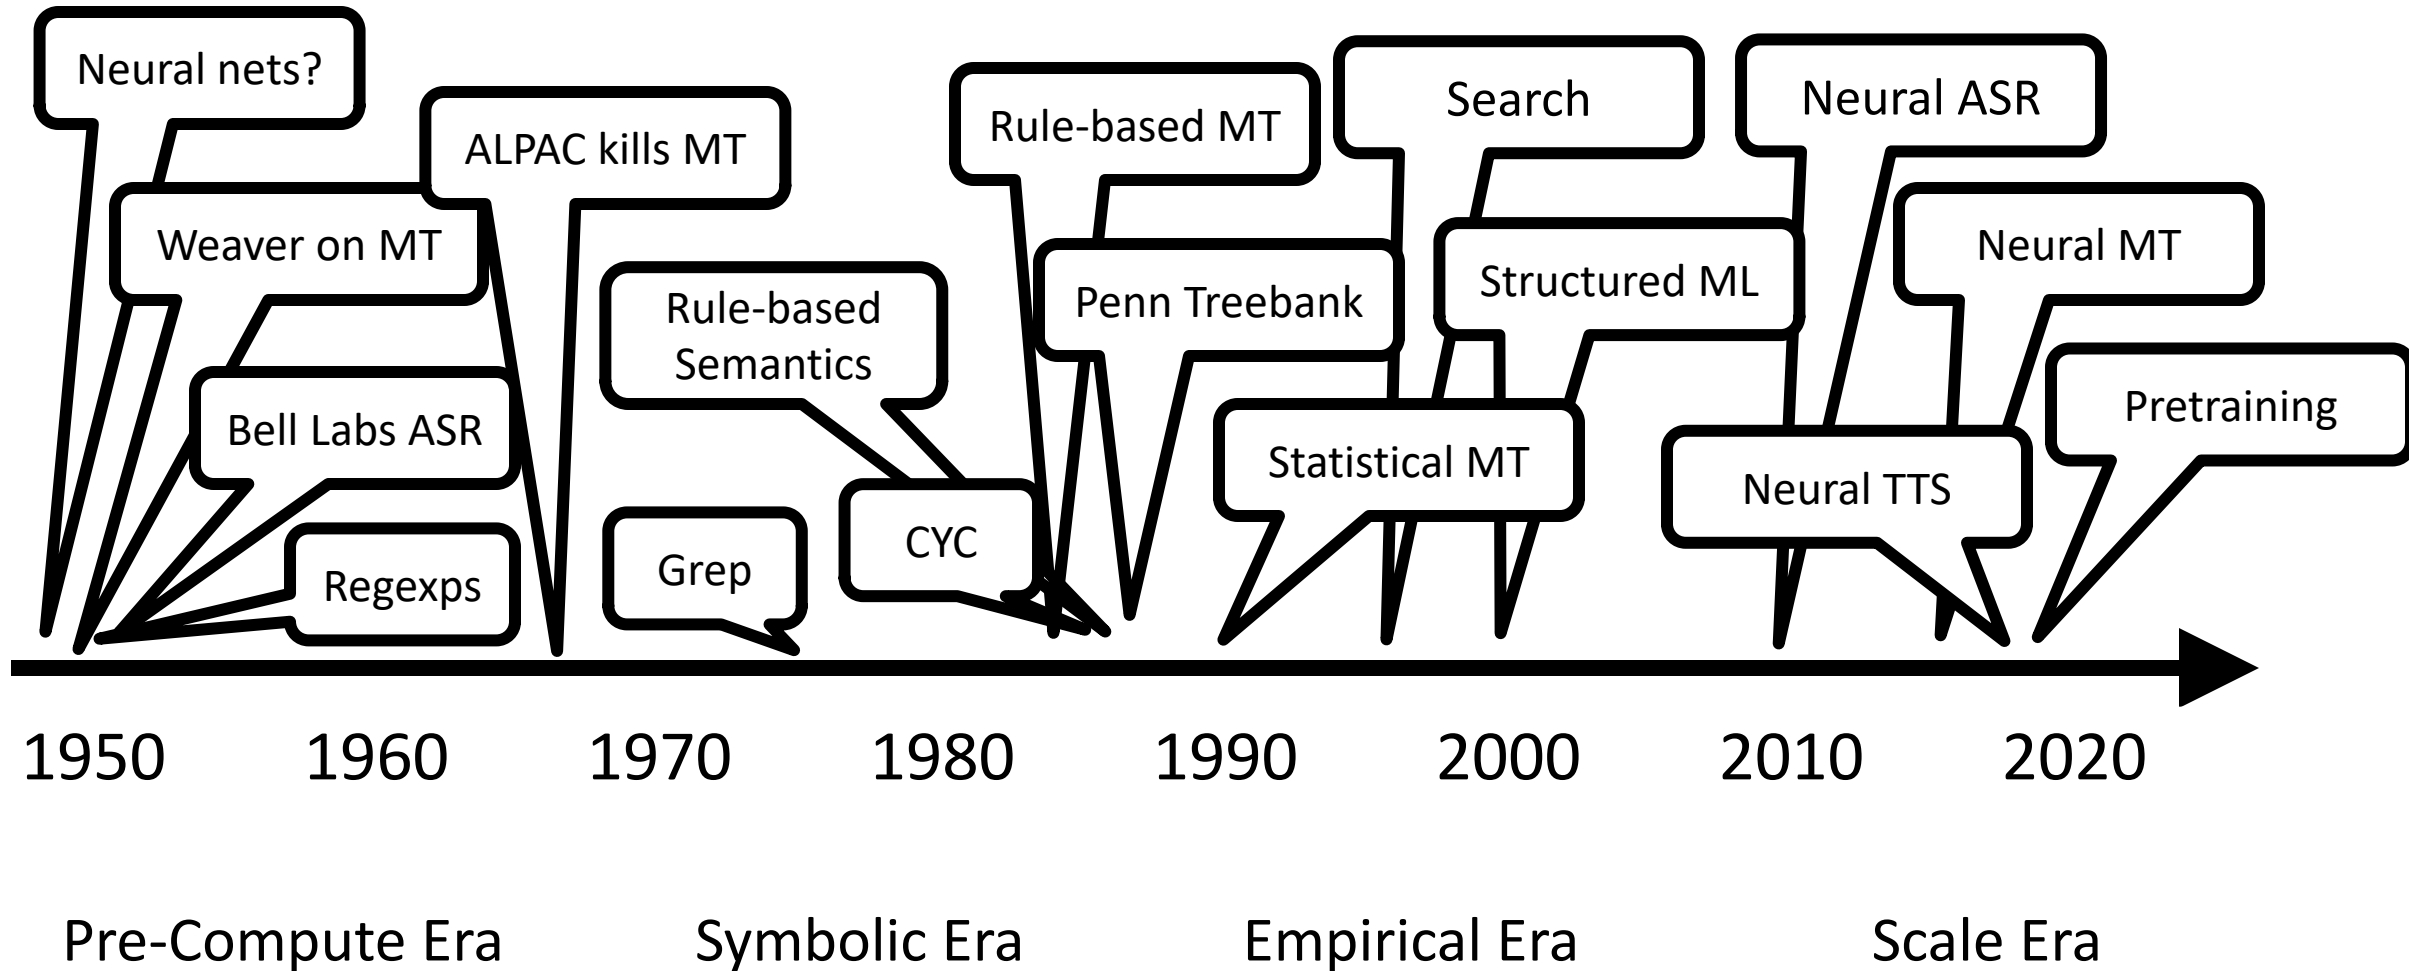 Neural nets?
Weaver on MT
Bell Labs ASR
Regexps
ALPAC kills MT
Rule-based
Semantics
Grep
CYC
Rule-based MT
Penn Treebank
Statistical MT
Search
Structured ML
Neural ASR
Neural MT
Neural TTS
Pretraining
1950 1960 1970 1980 1990 2000 2010 2020
Pre-Compute Era Symbolic Era Empirical Era Scale Era